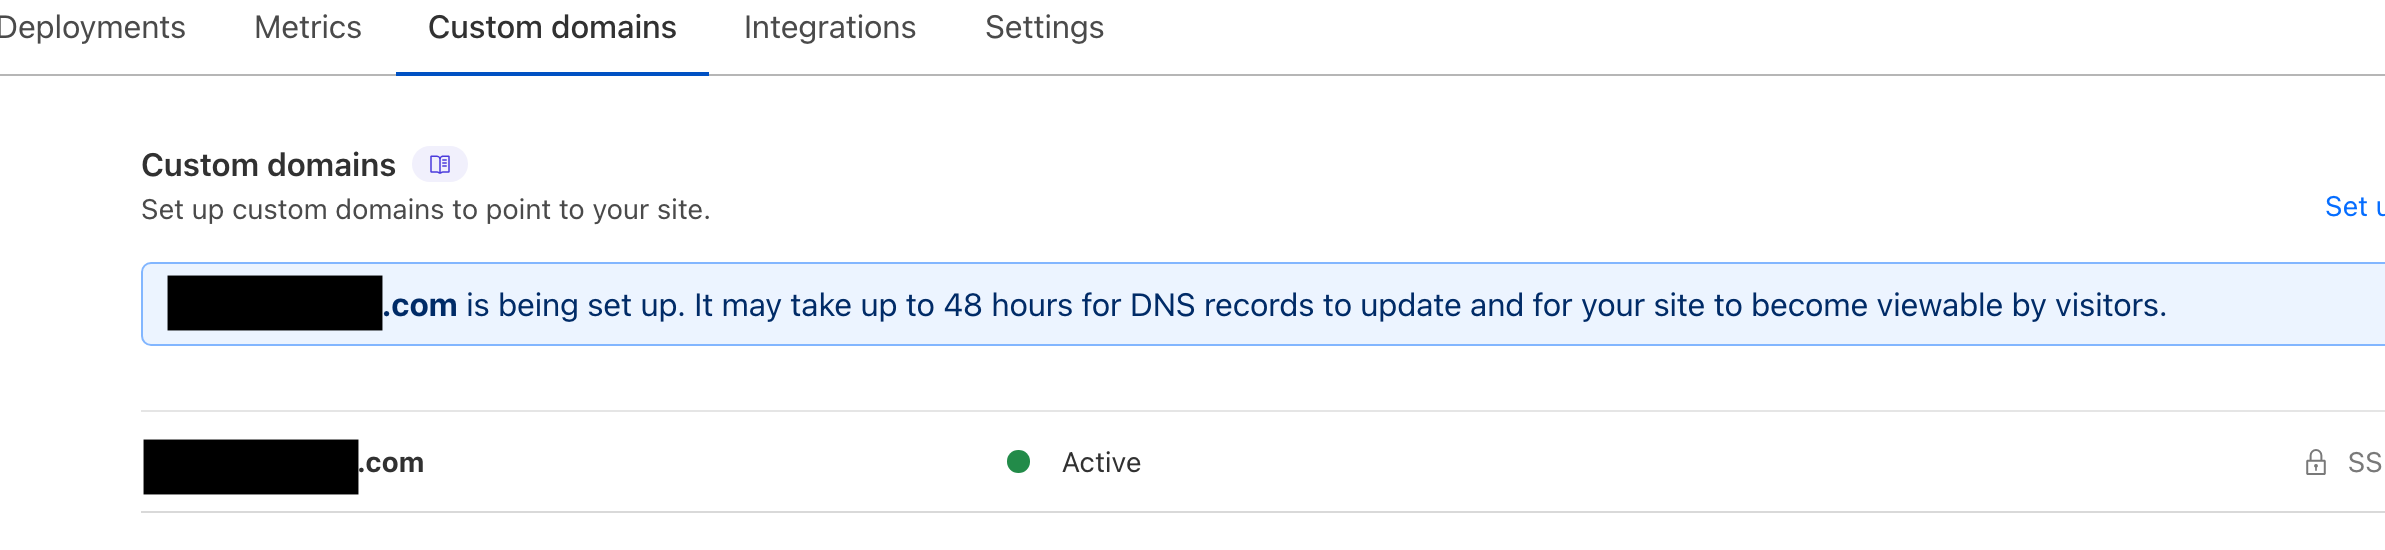 Deployments Metrics Custom domains Integrations Settings
Custom domains
Set up custom domains to point to your site.
Set u
.com is being set up. It may take up to 48 hours for DNS records to update and for your site to become viewable by visitors.
.com Active SS